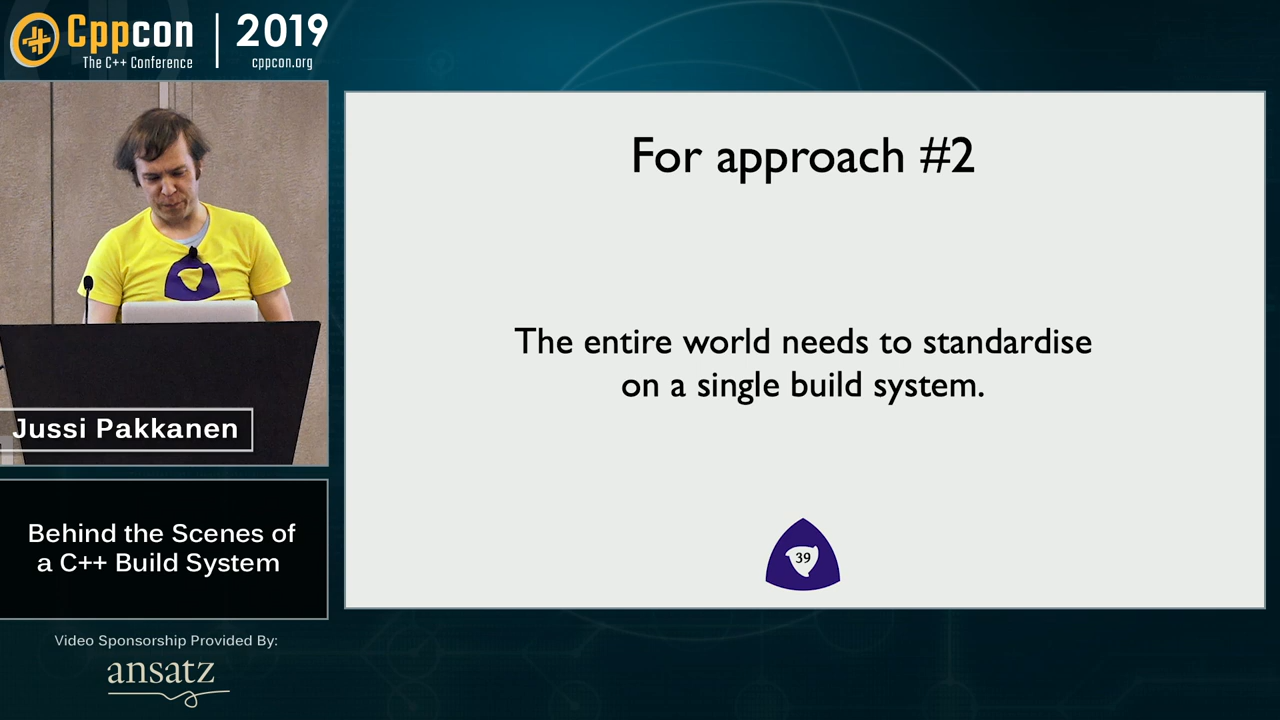 Cppcon
The C++ Conference
2019
cppcon.org
For approach #2
The entire world needs to standardise
on a single build system.
39
Jussi Pakkanen
Behind the Scenes of
a C++ Build System
Video Sponsorship Provided By:
ansatz